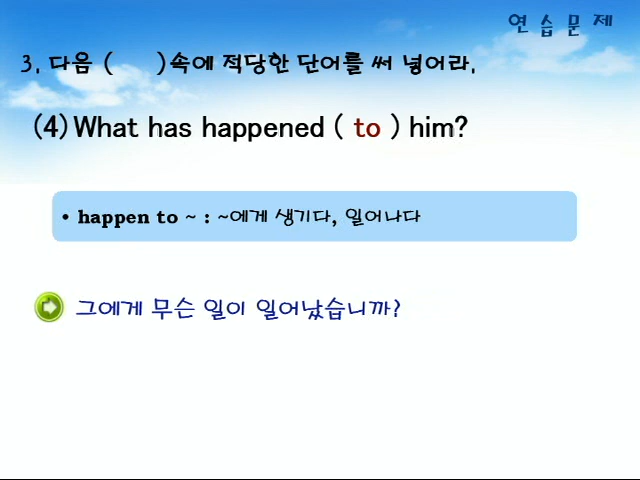 연습문제
3. 다음 (    )속에 적당한 단어를 써 넣어라.
(4) What has happened ( to ) him?
• happen to ~ : ~에게 생기다, 일어나다
그에게 무슨 일이 일어났습니까?